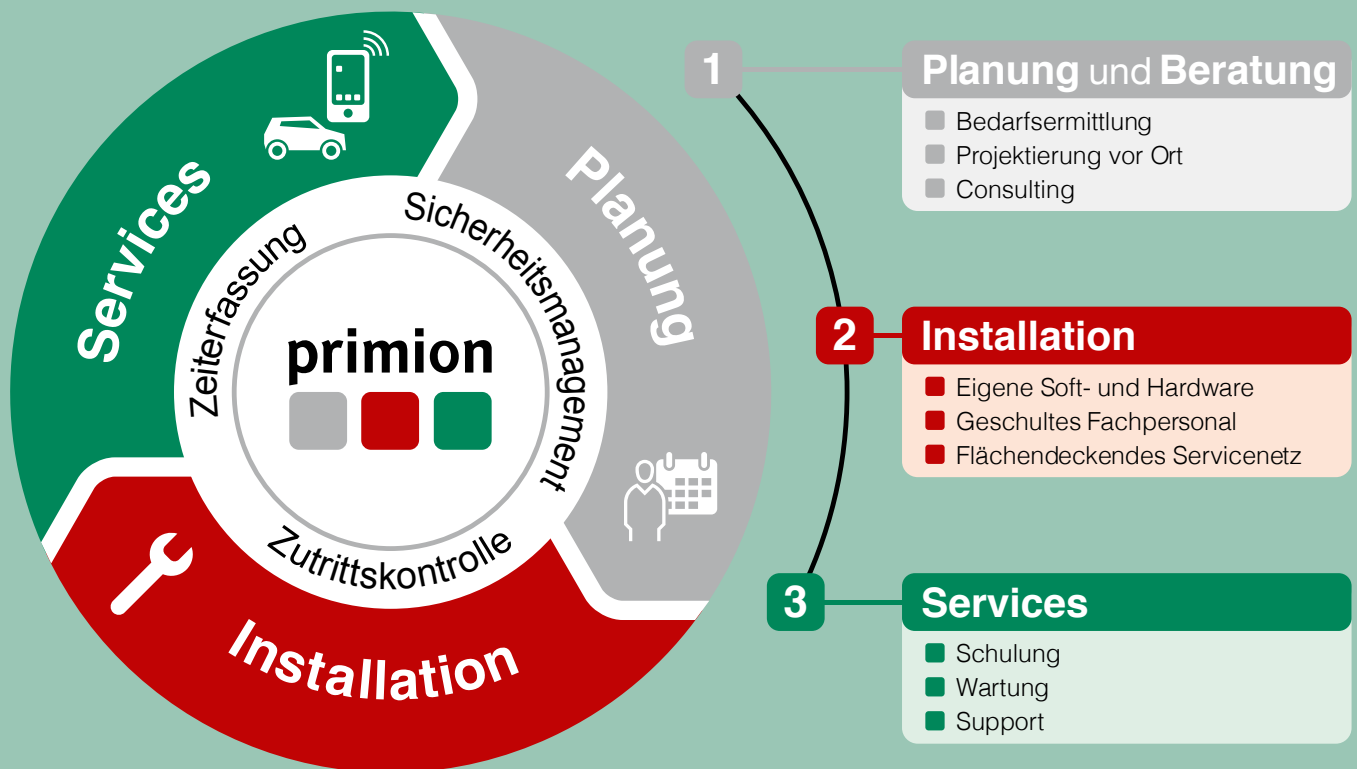 Services
Planung
Installation
Zeiterfassung
Sicherheitsmanagement
Zutrittskontrolle
primion
1
Planung und Beratung
Bedarfsermittlung
Projektierung vor Ort
Consulting
2
Installation
Eigene Soft- und Hardware
Geschultes Fachpersonal
Flächendeckendes Servicenetz
3
Services
Schulung
Wartung
Support